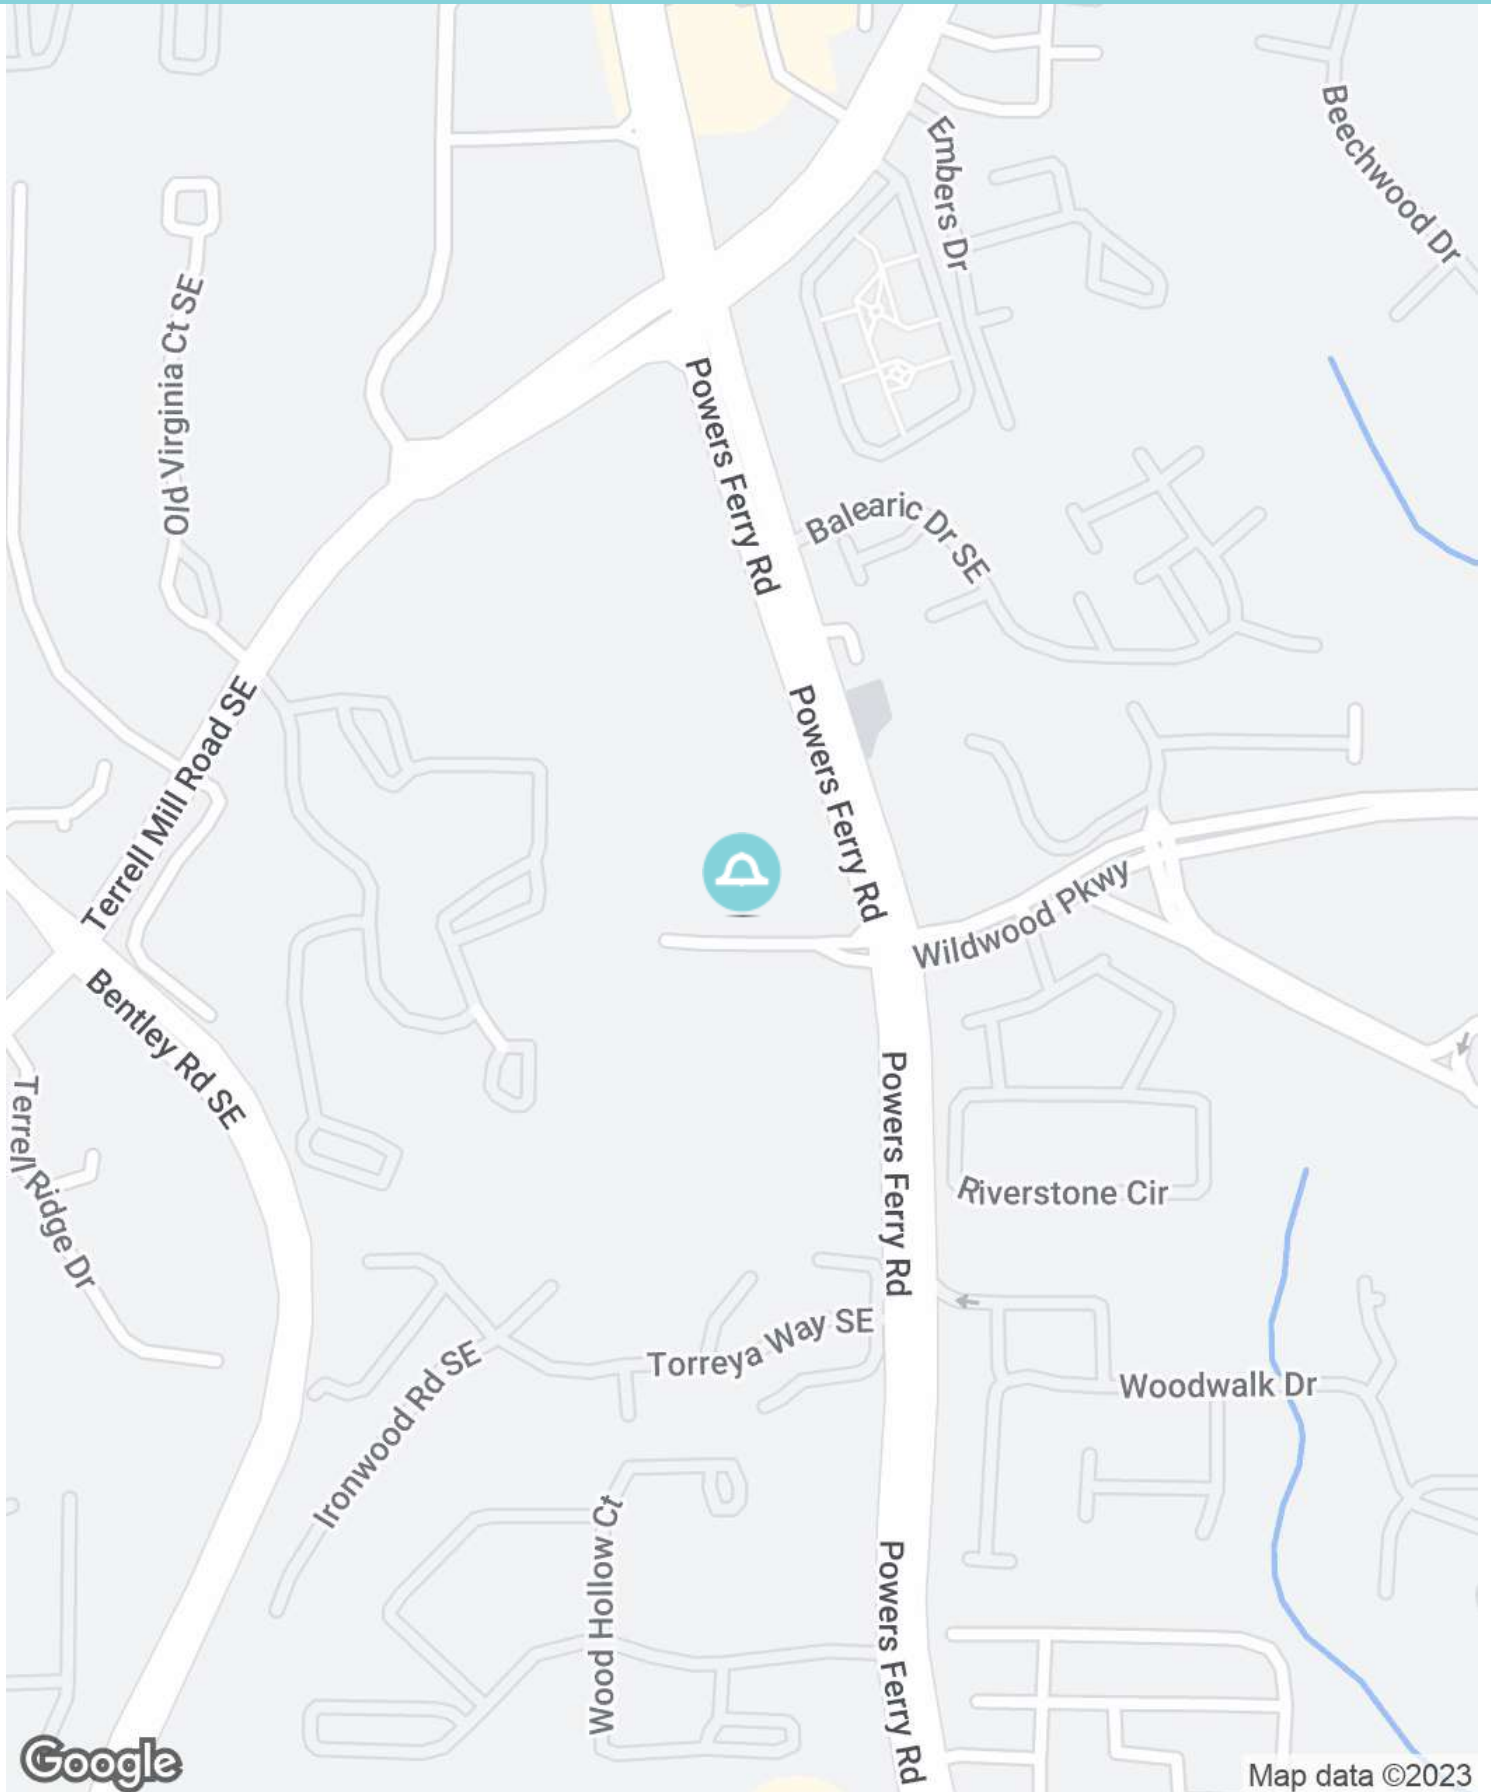 Beechwood Dr
Embers Dr
Old Virginia Ct SE
Powers Ferry Rd
Balearic Dr SE
Terrell Mill Road SE
Powers Ferry Rd
Wildwood Pkwy
Bentley Rd SE
Powers Ferry Rd
Terrell Ridge Dr
Riverstone Cir
Torreya Way SE
Ironwood Rd SE
Woodwalk Dr
Wood Hollow Ct
Powers Ferry Rd
Google
Map data ©2023